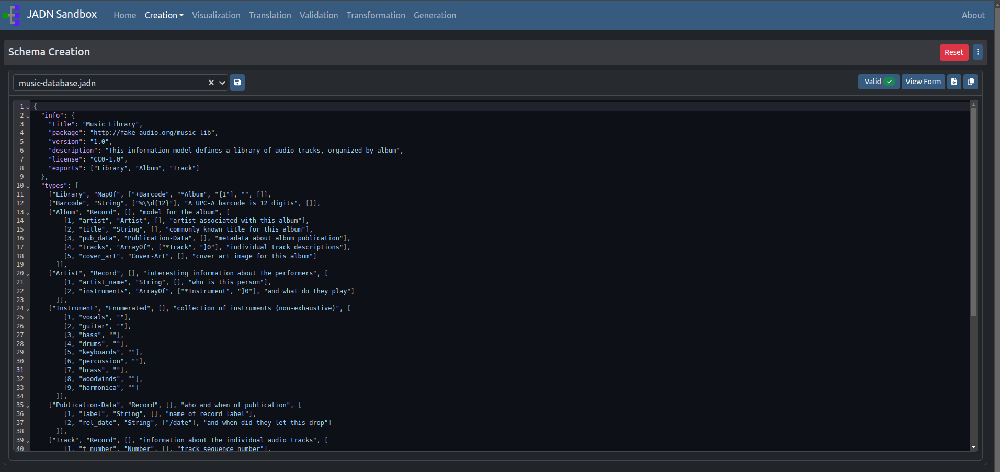 JADN Sandbox Home Creation Visualization Translation Validation Transformation Generation About
Schema Creation Reset
music-database.jadn Valid View Form
1 {
2 "info": {
3 "title": "Music Library",
4 "package": "http://fake-audio.org/music-lib",
5 "version": "1.0",
6 "description": "This information model defines a library of audio tracks, organized by album",
7 "license": "CC0-1.0",
8 "exports": ["Library", "Album", "Track"]
9 },
10 "types": [
11 ["Library", "MapOf", ["+Barcode", "*Album", "{1"], "", []],
12 ["Barcode", "String", ["%\\d{12}"], "A UPC-A barcode is 12 digits", []],
13 ["Album", "Record", [], "model for the album", [
14 [1, "artist", "Artist", [], "artist associated with this album"],
15 [2, "title", "String", [], "commonly known title for this album"],
16 [3, "pub_data", "Publication-Data", [], "metadata about album publication"],
17 [4, "tracks", "ArrayOf", ["*Track", "]0"], "individual track descriptions"],
18 [5, "cover_art", "Cover-Art", [], "cover art image for this album"]
19 ]],
20 ["Artist", "Record", [], "interesting information about the performers", [
21 [1, "artist_name", "String", [], "who is this person"],
22 [2, "instruments", "ArrayOf", ["*Instrument", "]0"], "and what do they play"]
23 ]],
24 ["Instrument", "Enumerated", [], "collection of instruments (non-exhaustive)", [
25 [1, "vocals", ""],
26 [2, "guitar", ""],
27 [3, "bass", ""],
28 [4, "drums", ""],
29 [5, "keyboards", ""],
30 [6, "percussion", ""],
31 [7, "brass", ""],
32 [8, "woodwinds", ""],
33 [9, "harmonica", ""]
34 ]],
35 ["Publication-Data", "Record", [], "who and when of publication", [
36 [1, "label", "String", [], "name of record label"],
37 [2, "rel_date", "String", ["/date"], "and when did they let this drop"]
38 ]],
39 ["Track", "Record", [], "information about the individual audio tracks", [
40 [1, "t_number", "Number", [], "track sequence number"],